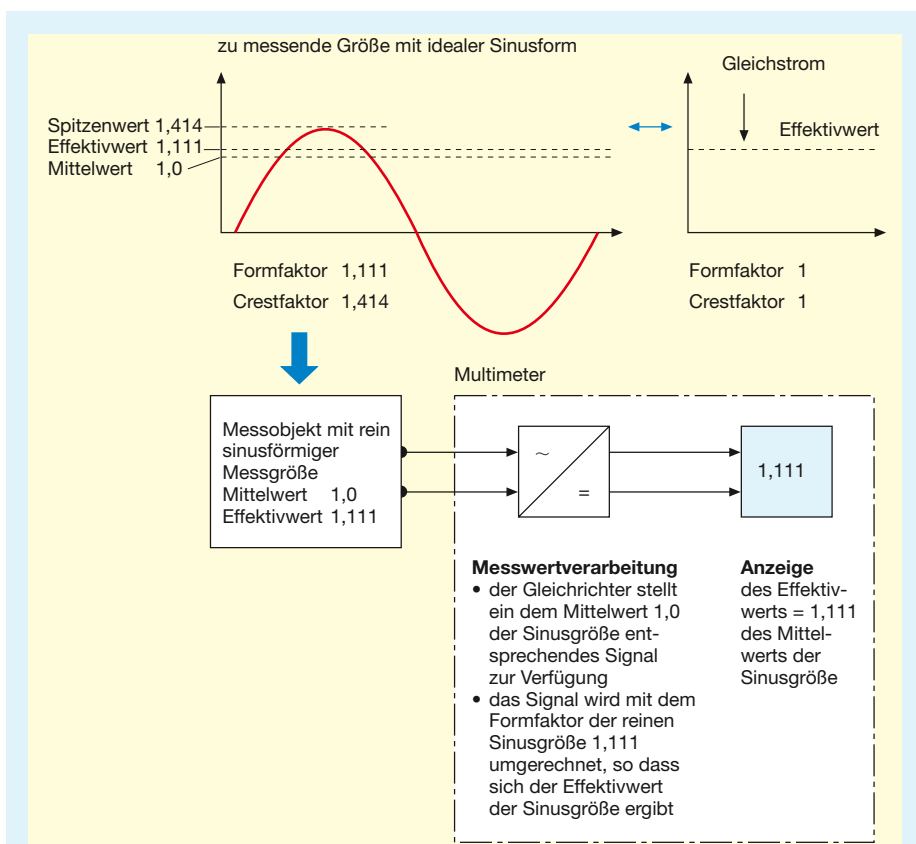 zu messende Größe mit idealer Sinusform
Spitzenwert 1,414
Effektivwert 1,111
Mittelwert 1,0
Gleichstrom
Effektivwert
Formfaktor 1,111
Crestfaktor 1,414
Formfaktor 1
Crestfaktor 1
Multimeter
Messobjekt mit rein
sinusförmiger
Messgröße
Mittelwert 1,0
Effektivwert 1,111
~
=
1,111
Messwertverarbeitung
• der Gleichrichter stellt
ein dem Mittelwert 1,0
der Sinusgröße ent-
sprechendes Signal
zur Verfügung
• das Signal wird mit dem
Formfaktor der reinen
Sinusgröße 1,111
umgerechnet, so dass
sich der Effektivwert
der Sinusgröße ergibt
Anzeige
des Effektiv-
werts = 1,111
des Mittel-
werts der
Sinusgröße